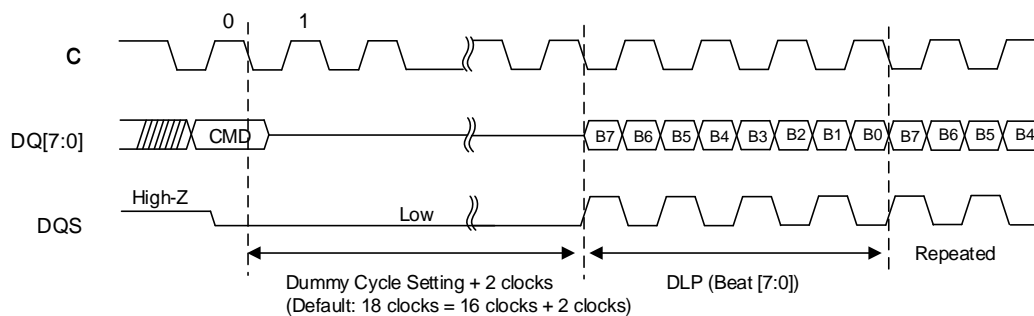 0 1
C
DQ[7:0] CMD B7 B6 B5 B4 B3 B2 B1 B0 B7 B6 B5 B4
High-Z
Low
DQS
Repeated
Dummy Cycle Setting + 2 clocks
(Default: 18 clocks = 16 clocks + 2 clocks)
DLP (Beat [7:0])